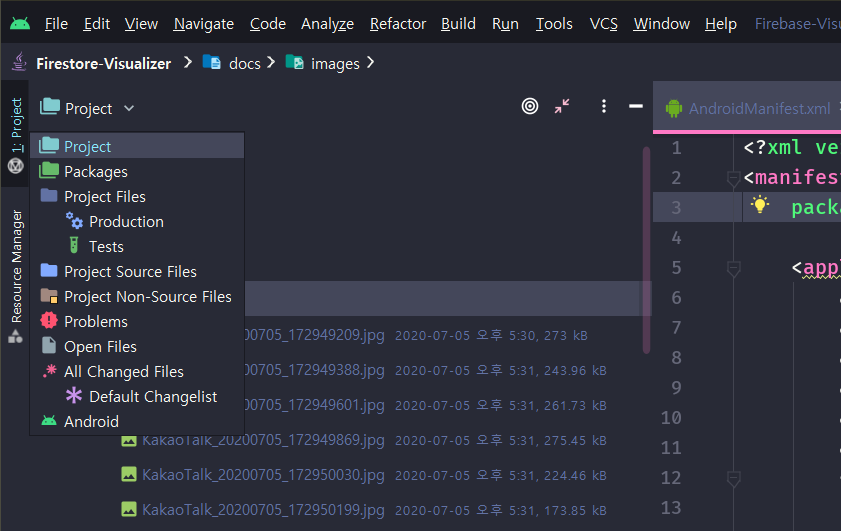 File Edit View Navigate Code Analyze Refactor Build Run Tools VCS Window Help Firebase-Vis
Firestore-Visualizer docs images
1: Project
Resource Manager
Project
Project
Packages
Project Files
Production
Tests
Project Source Files
Project Non-Source Files
Problems
Open Files
All Changed Files
Default Changelist
Android
00705_172949209.jpg 2020-07-05 오후 5:30, 273 kB
00705_172949388.jpg 2020-07-05 오후 5:31, 243.96 kB
00705_172949601.jpg 2020-07-05 오후 5:31, 261.73 kB
KakaoTalk_20200705_172949869.jpg 2020-07-05 오후 5:31, 275.45 kB
KakaoTalk_20200705_172950030.jpg 2020-07-05 오후 5:31, 224.46 kB
KakaoTalk_20200705_172950199.jpg 2020-07-05 오후 5:31, 173.85 kB
AndroidManifest.xml
1 <?xml ve
2 <manifest
3 pack
4
5 <app
6
7
8
9
10
11
12
13